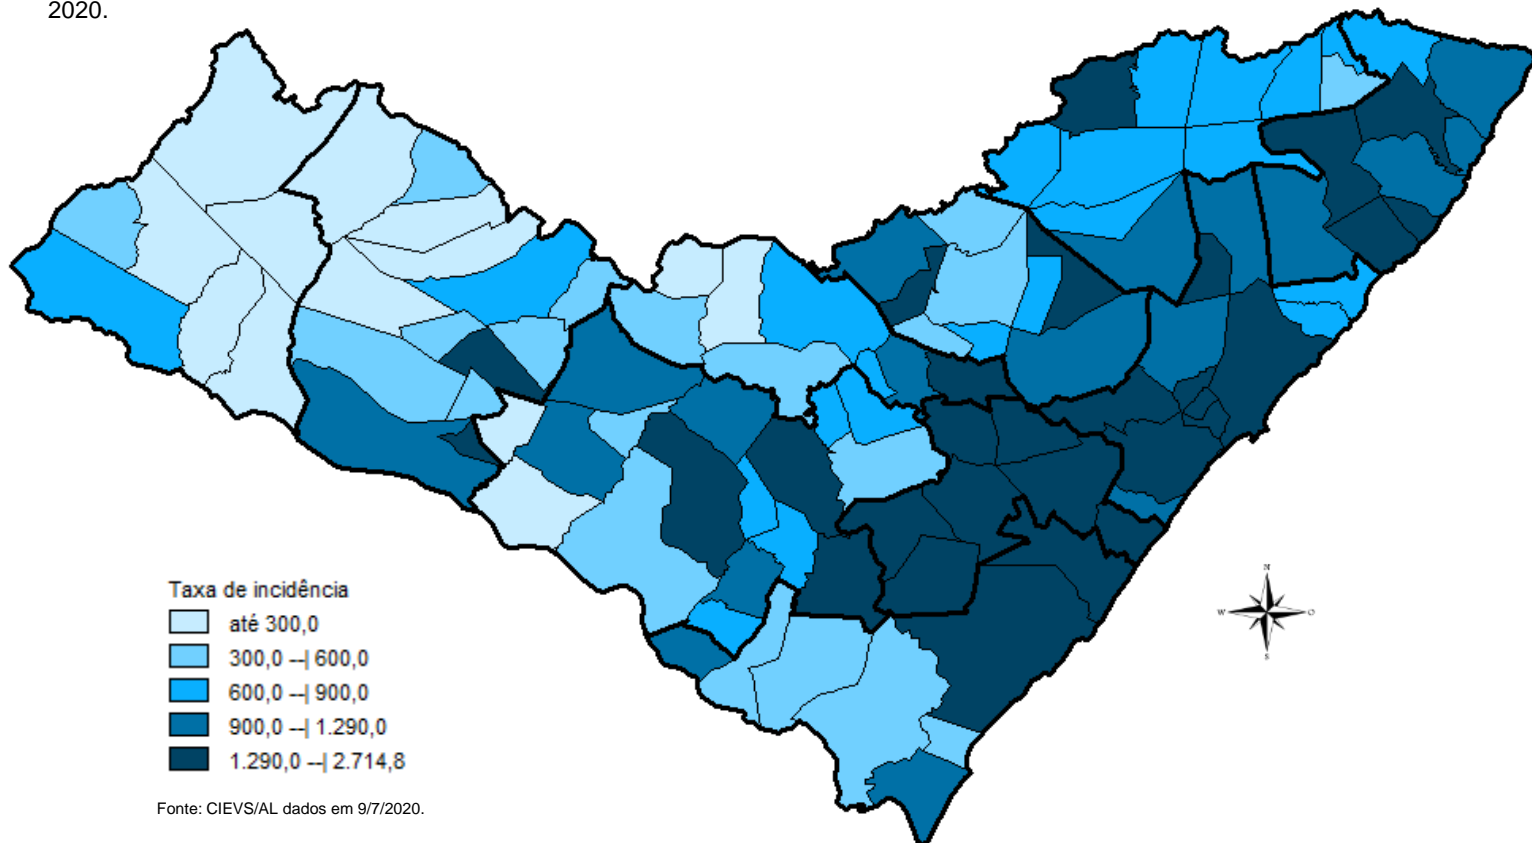 2020.
N
W
O
S
Taxa de incidência
até 300,0
300,0 --| 600,0
600,0 --| 900,0
900,0 --| 1.290,0
1.290,0 --| 2.714,8
Fonte: CIEVS/AL dados em 9/7/2020.